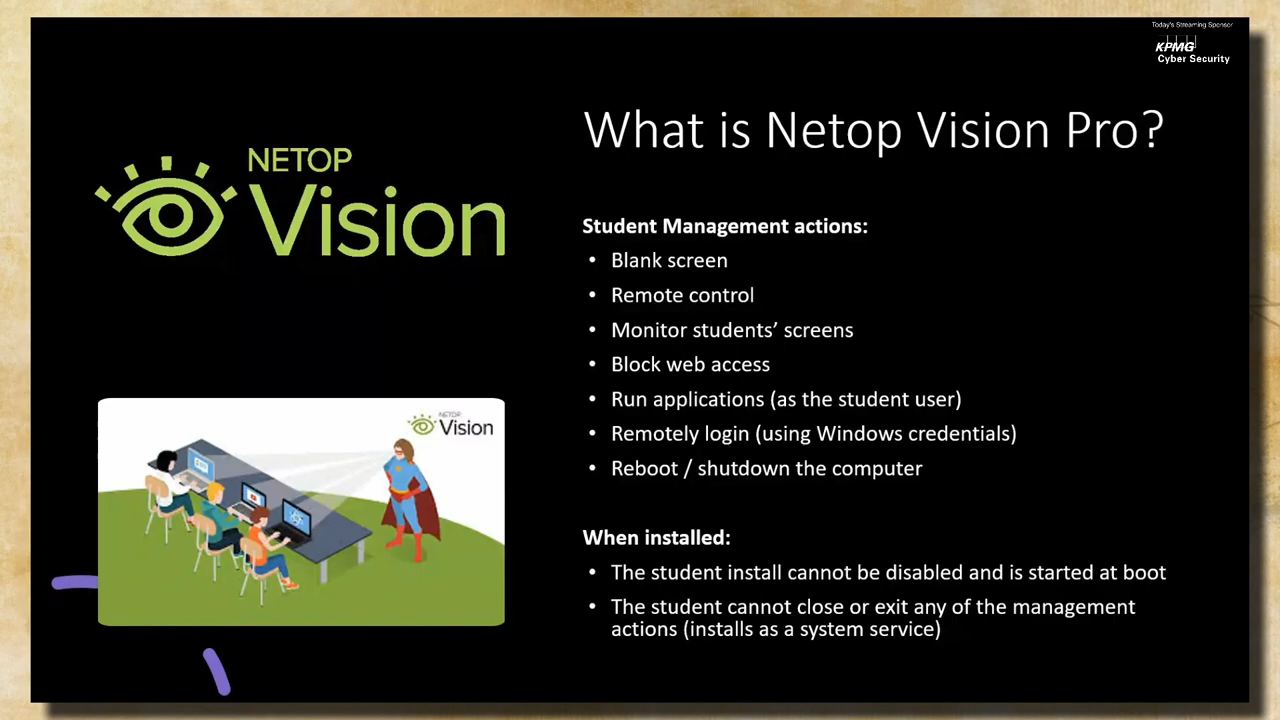 Today's Streaming Sponsor
KPMG
Cyber Security
NETOP
Vision
What is Netop Vision Pro?
Student Management actions:
• Blank screen
• Remote control
• Monitor students’ screens
• Block web access
• Run applications (as the student user)
• Remotely login (using Windows credentials)
• Reboot / shutdown the computer
NETOP
Vision
When installed:
• The student install cannot be disabled and is started at boot
• The student cannot close or exit any of the management
actions (installs as a system service)